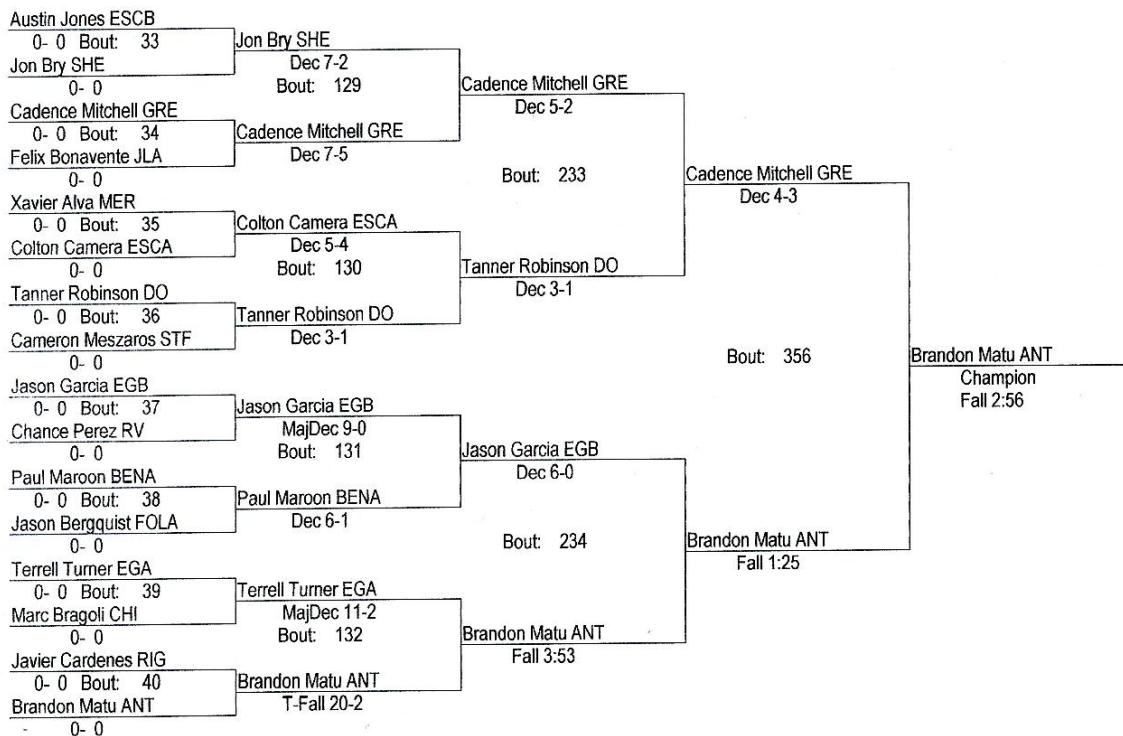 Austin Jones ESCB
0- 0 Bout: 33
Jon Bry SHE
0- 0
Cadence Mitchell GRE
0- 0 Bout: 34
Felix Bonavente JLA
0- 0
Xavier Alva MER
0- 0 Bout: 35
Colton Camera ESCA
0- 0
Tanner Robinson DO
0- 0 Bout: 36
Cameron Meszaros STF
0- 0
Jason Garcia EGB
0- 0 Bout: 37
Chance Perez RV
0- 0
Paul Maroon BENA
0- 0 Bout: 38
Jason Bergquist FOLA
0- 0
Terrell Turner EGA
0- 0 Bout: 39
Marc Bragoli CHI
0- 0
Javier Cardenes RIG
0- 0 Bout: 40
Brandon Matu ANT
0- 0
Jon Bry SHE
Dec 7-2
Bout: 129
Cadence Mitchell GRE
Dec 7-5
Colton Camera ESCA
Dec 5-4
Bout: 130
Tanner Robinson DO
Dec 3-1
Jason Garcia EGB
MajDec 9-0
Bout: 131
Paul Maroon BENA
Dec 6-1
Terrell Turner EGA
MajDec 11-2
Bout: 132
Brandon Matu ANT
T-Fall 20-2
Cadence Mitchell GRE
Dec 5-2
Bout: 233
Tanner Robinson DO
Dec 3-1
Jason Garcia EGB
Dec 6-0
Bout: 234
Brandon Matu ANT
Fall 3:53
Cadence Mitchell GRE
Dec 4-3
Bout: 356
Brandon Matu ANT
Fall 1:25
Brandon Matu ANT
Champion
Fall 2:56